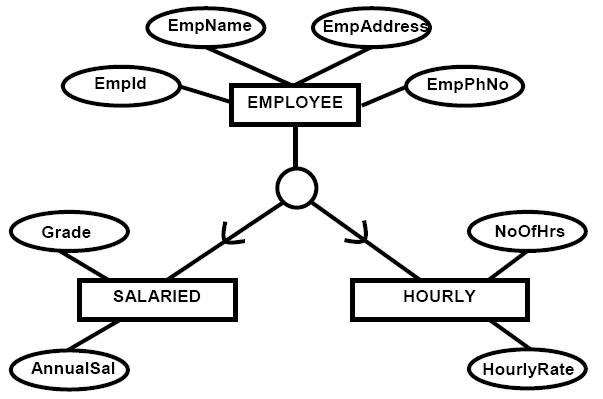 EmpName
EmpAddress
EmpId
EmpPhNo
EMPLOYEE
Grade
NoOfHrs
SALARIED
HOURLY
AnnualSal
HourlyRate